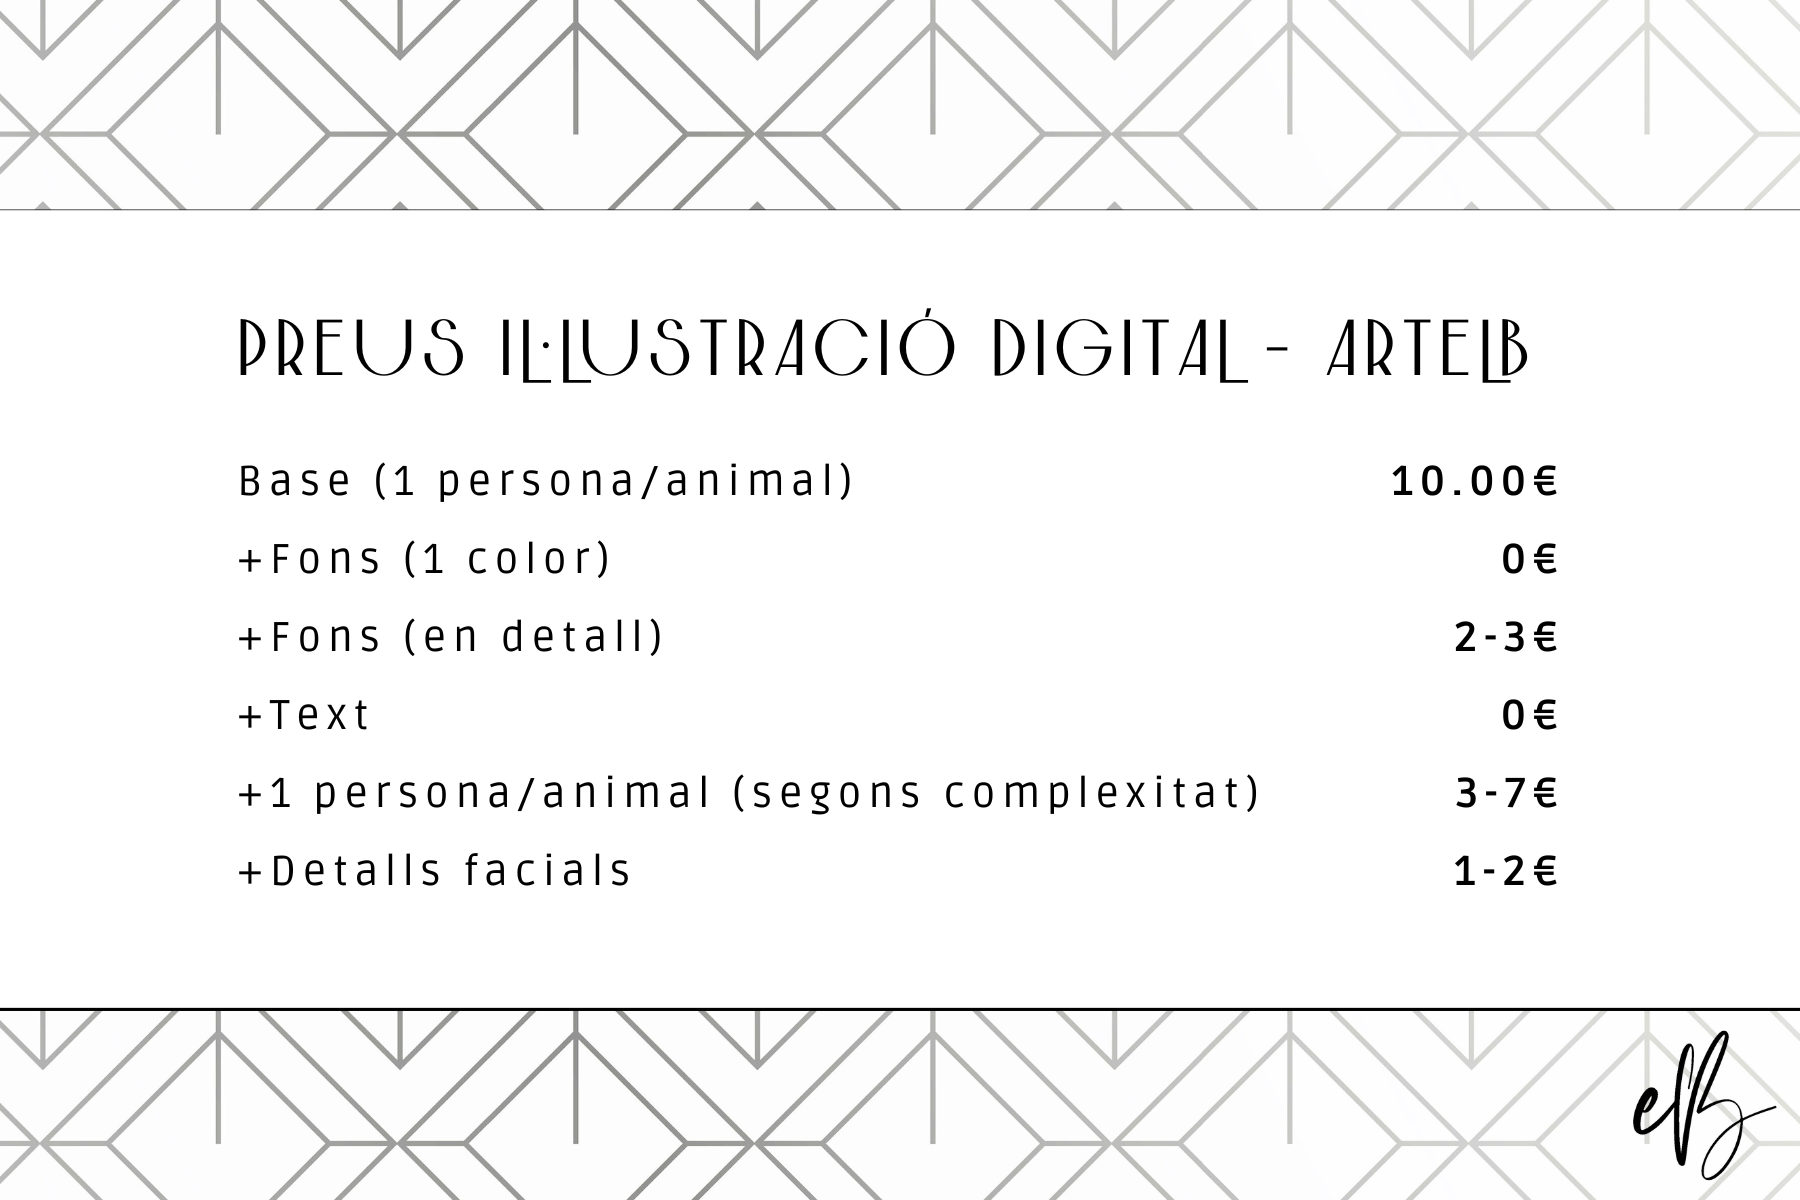 PREUS IL·LUSTRACIÓ DIGITAL - ARTELB
Base (1 persona/animal) 10.00€
+Fons (1 color) 0€
+Fons (en detall) 2-3€
+Text 0€
+1 persona/animal (segons complexitat) 3-7€
+Detalls facials 1-2€
elB